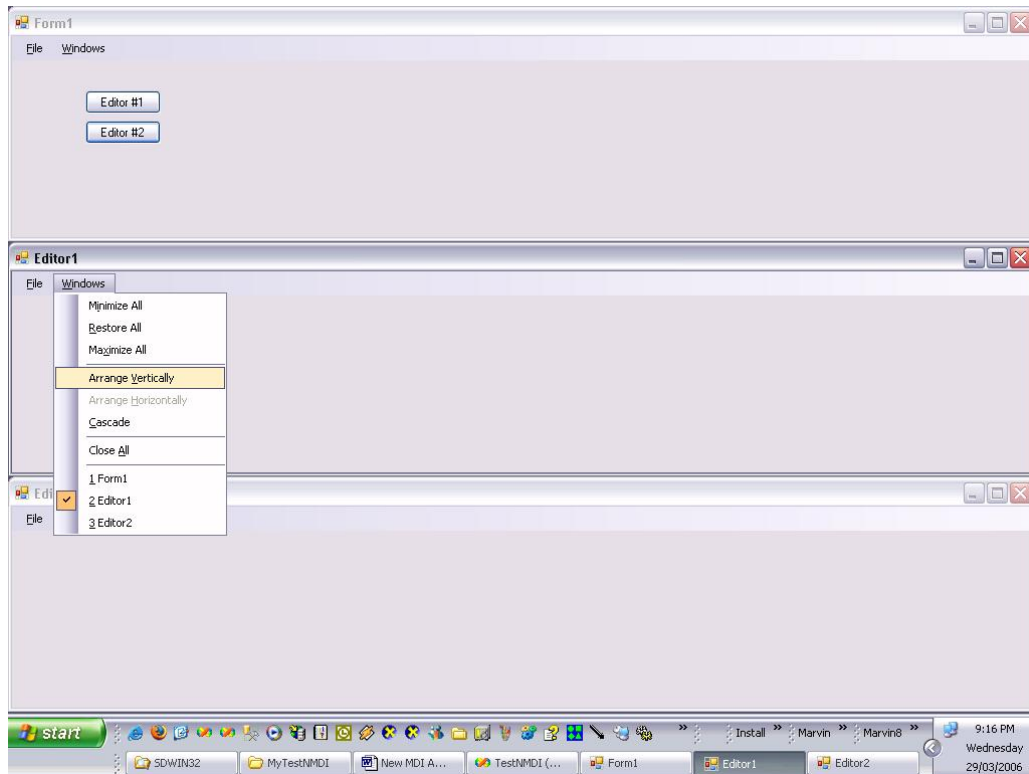 Form1
File Windows
Editor #1
Editor #2
Editor1
File Windows
Minimize All
Restore All
Maximize All
Arrange Vertically
Arrange Horizontally
Cascade
Close All
1 Form1
2 Editor1
3 Editor2
Edi
File
start
Install
Marvin
Marvin8
9:16 PM
SDWIN32
MyTestNMDI
New MDI A...
TestNMDI (...
Form1
Editor1
Editor2
Wednesday
29/03/2006